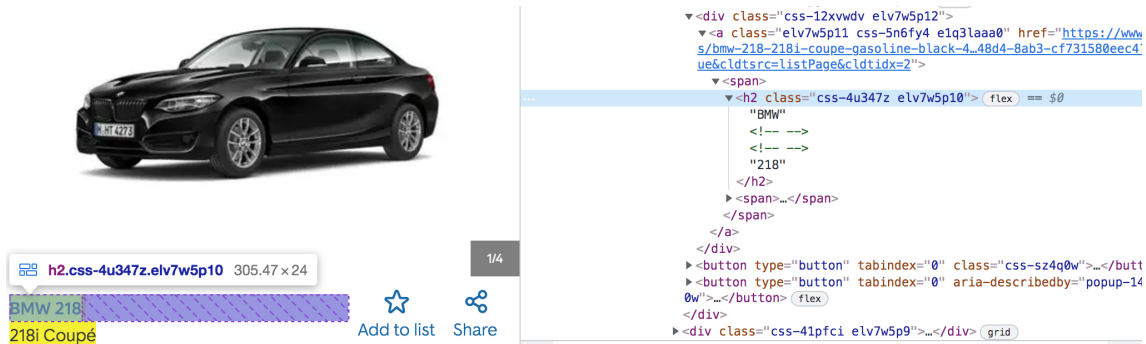 M HT 4273
1/4
h2.css-4u347z.elv7w5p10 305.47 × 24
BMW 218
218i Coupé
Add to list
Share
▼<div class="css-12xvwdv elv7w5p12">
▼<a class="elv7w5p11 css-5n6fy4 e1q3laaa0" href="https://www
s/bmw-218-218i-coupe-gasoline-black-4…48d4-8ab3-cf731580eec47
ue&cldtsrc=listPage&cldtidx=2">
▼<span>
… ▼<h2 class="css-4u347z elv7w5p10"> flex == $0
"BMW"
<!-- -->
<!-- -->
"218"
</h2>
▶<span>…</span>
</span>
</a>
</div>
▶<button type="button" tabindex="0" class="css-sz4q0w">…</butt
▶<button type="button" tabindex="0" aria-describedby="popup-14
0w">…</button> flex
</div>
▶<div class="css-41pfci elv7w5p9">…</div> grid